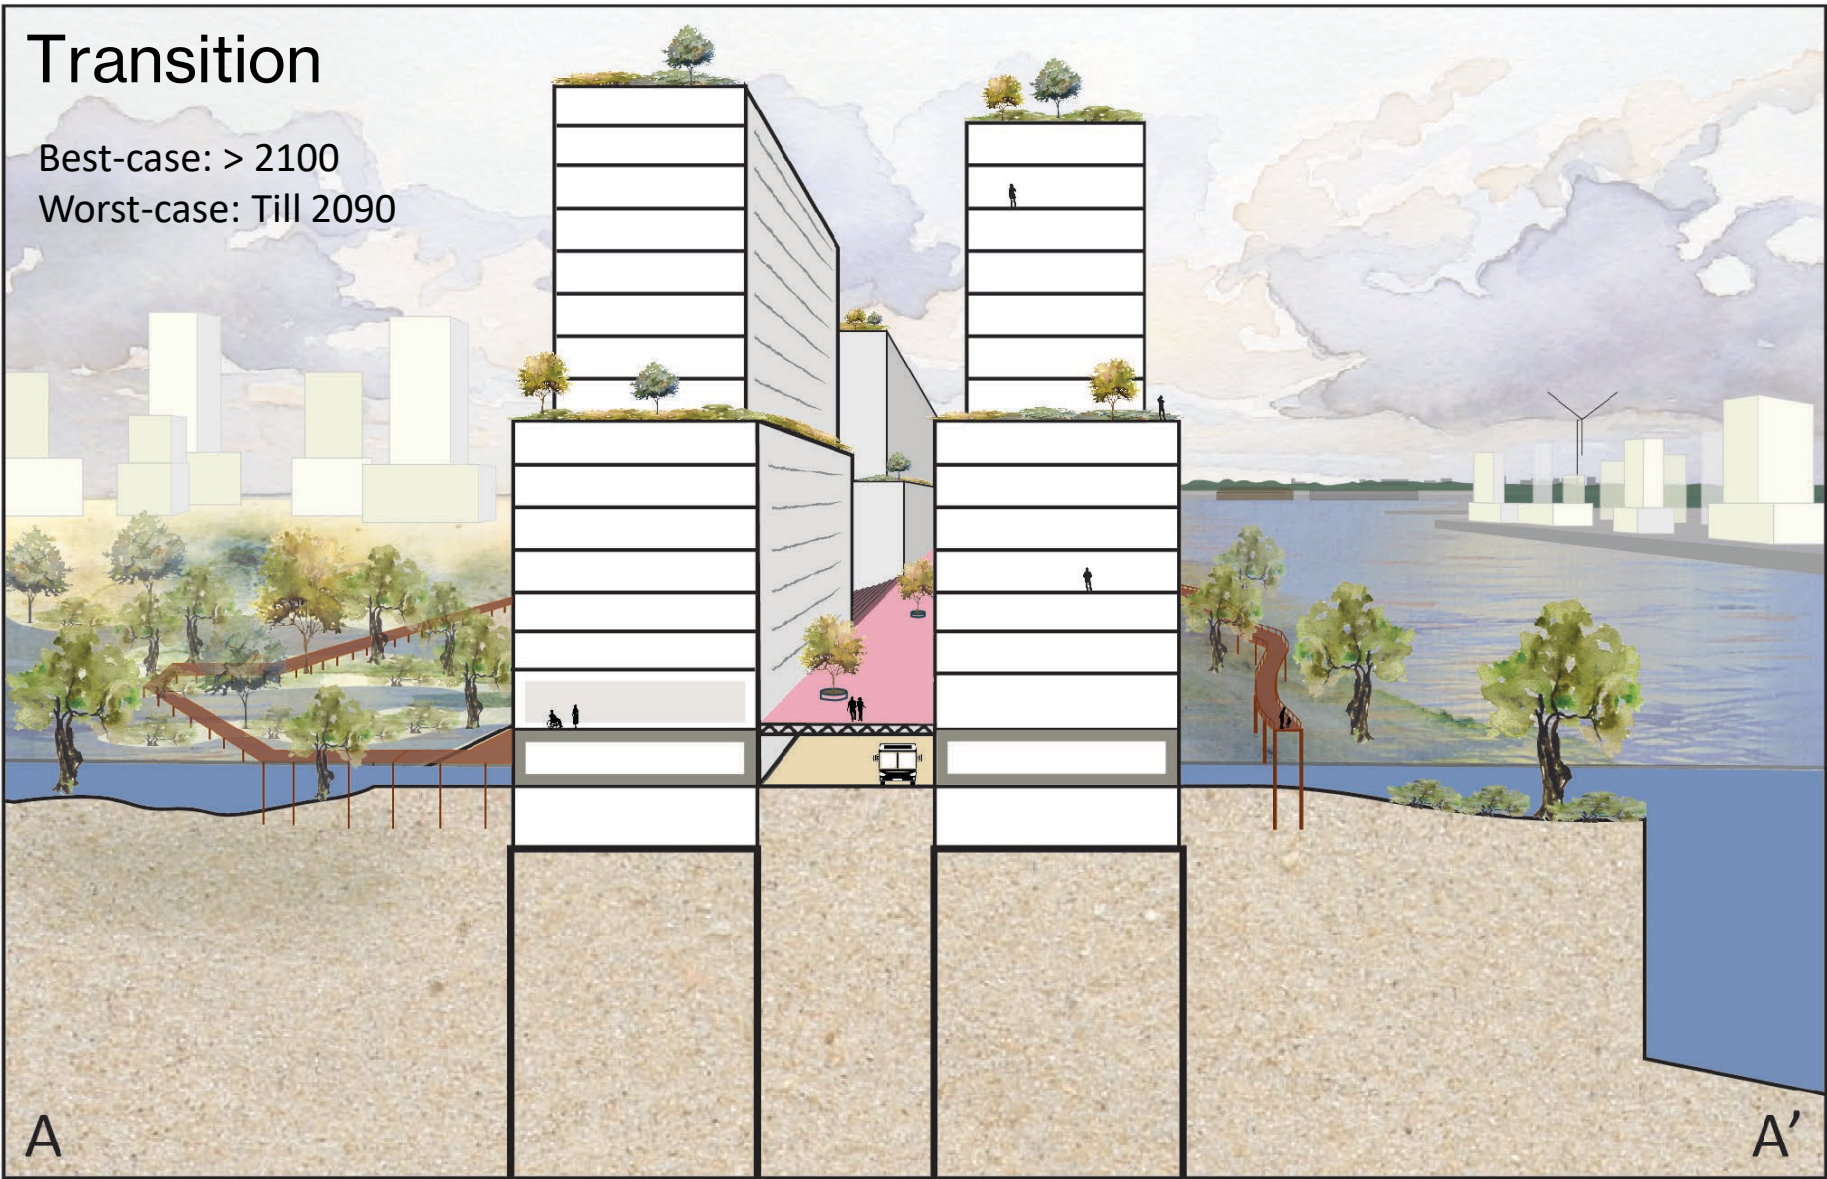 Transition
Best-case: > 2100
Worst-case: Till 2090
A
A’